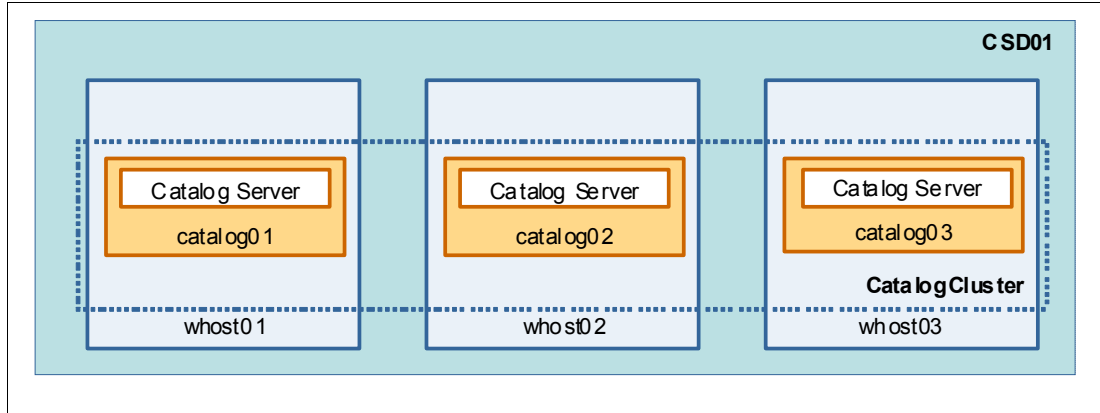 CSD01
Catalog Server
Catalog Server
Catalog Server
catalog01
catalog02
catalog03
CatalogCluster
whost01
whost02
whost03